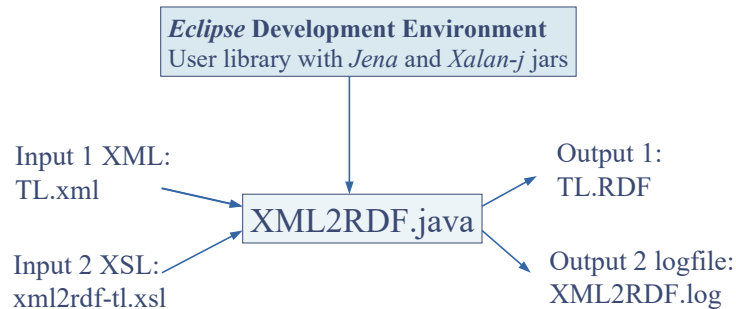 Eclipse Development Environment
User library with Jena and Xalan-j jars
Input 1 XML:
TL.xml
XML2RDF.java
Output 1:
TL.RDF
Input 2 XSL:
xml2rdf-tl.xsl
Output 2 logfile:
XML2RDF.log